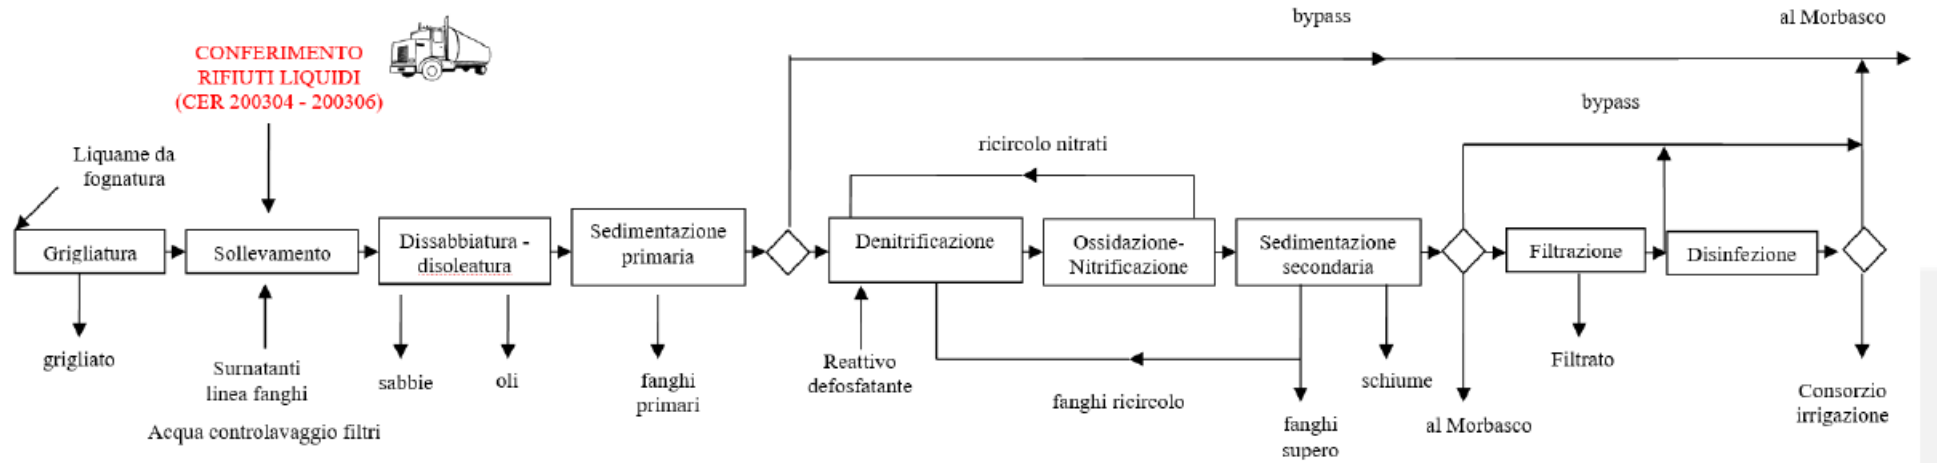 bypass
al Morbasco
CONFERIMENTO
RIFIUTI LIQUIDI
(CER 200304 - 200306)
bypass
Liquame da
fognatura
ricircolo nitrati
Grigliatura
Sollevamento
Dissabbiatura -
disoleatura
Sedimentazione
primaria
Denitrificazione
Ossidazione-
Nitrificazione
Sedimentazione
secondaria
Filtrazione
Disinfezione
grigliato
Surnatanti
linea fanghi
Acqua controlavaggio filtri
sabbie
oli
fanghi
primari
Reattivo
defosfatante
fanghi ricircolo
fanghi
supero
schiume
al Morbasco
Filtrato
Consorzio
irrigazione